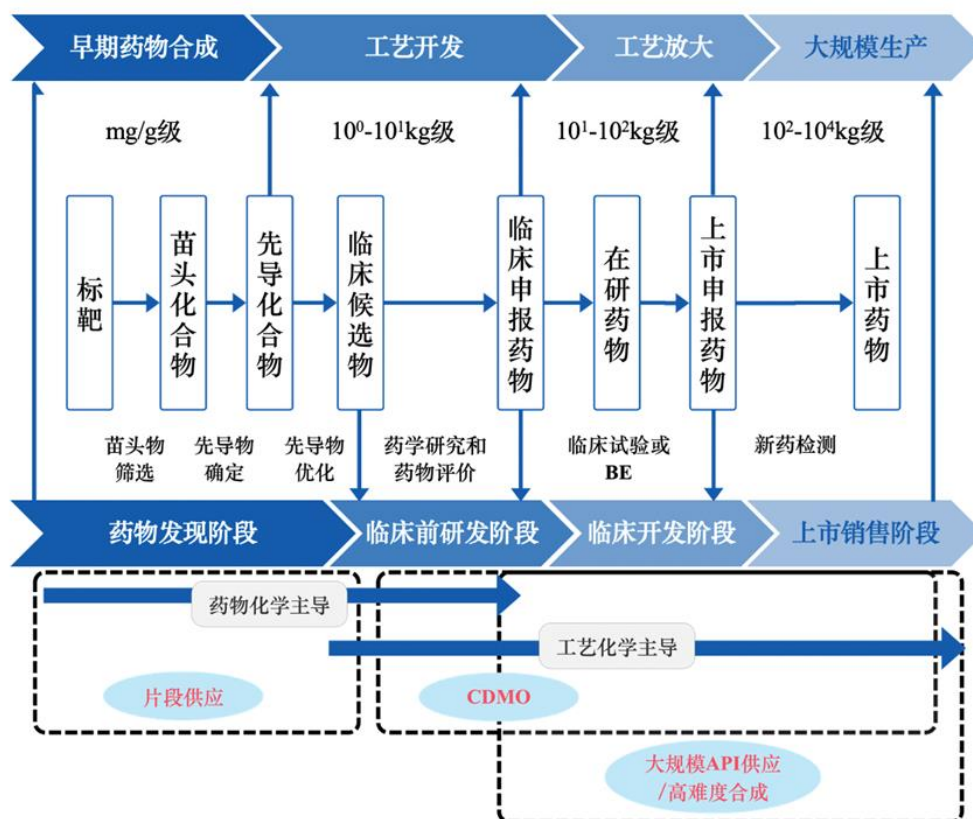 早期药物合成
工艺开发
工艺放大
大规模生产
mg/g级
10⁰-10¹kg级
10¹-10²kg级
10²-10⁴kg级
标靶
苗头化合物
先导化合物
临床候选物
临床申报药物
在研药物
上市申报药物
上市药物
苗头物
筛选
先导物
确定
先导物
优化
药学研究和
药物评价
临床试验或
BE
新药检测
药物发现阶段
临床前研发阶段
临床开发阶段
上市销售阶段
药物化学主导
工艺化学主导
片段供应
CDMO
大规模API供应
/高难度合成